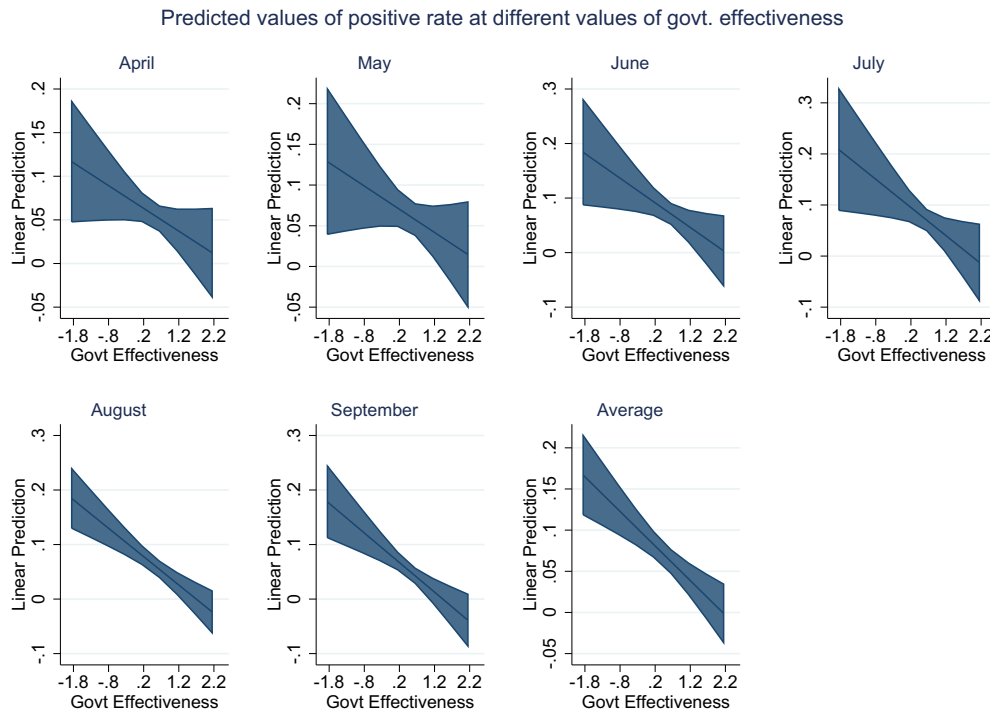 Predicted values of positive rate at different values of govt. effectiveness
April
Linear Prediction
.2
.15
.1
.05
0
-.05
-1.8 -.8 .2 1.2 2.2
Govt Effectiveness
May
Linear Prediction
.2
.15
.1
.05
0
-.05
-1.8 -.8 .2 1.2 2.2
Govt Effectiveness
June
Linear Prediction
.3
.2
.1
0
-.1
-1.8 -.8 .2 1.2 2.2
Govt Effectiveness
July
Linear Prediction
.3
.2
.1
0
-.1
-1.8 -.8 .2 1.2 2.2
Govt Effectiveness
August
Linear Prediction
.3
.2
.1
0
-.1
-1.8 -.8 .2 1.2 2.2
Govt Effectiveness
September
Linear Prediction
.3
.2
.1
0
-.1
-1.8 -.8 .2 1.2 2.2
Govt Effectiveness
Average
Linear Prediction
.2
.15
.1
.05
0
-.05
-1.8 -.8 .2 1.2 2.2
Govt Effectiveness